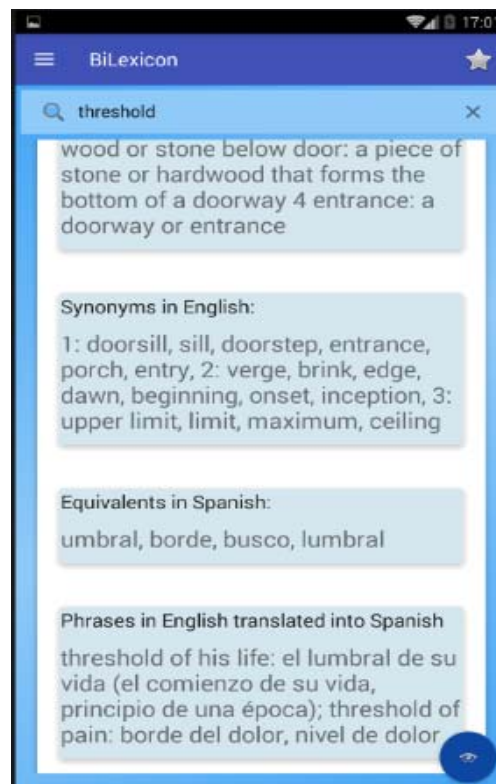 17:01
BiLexicon
threshold
wood or stone below door: a piece of
stone or hardwood that forms the
bottom of a doorway 4 entrance: a
doorway or entrance
Synonyms in English:
1: doorsill, sill, doorstep, entrance,
porch, entry, 2: verge, brink, edge,
dawn, beginning, onset, inception, 3:
upper limit, limit, maximum, ceiling
Equivalents in Spanish:
umbral, borde, busco, lumbral
Phrases in English translated into Spanish
threshold of his life: el lumbral de su
vida (el comienzo de su vida,
principio de una época); threshold of
pain: borde del dolor, nivel de dolor